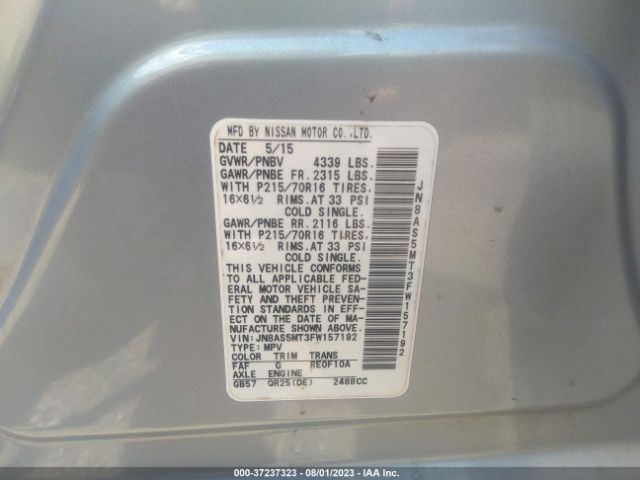 MFD BY NISSAN MOTOR CO.,LTD.
DATE 5/15
GVWR/PNBV 4339 LBS.
GAWR/PNBE FR. 2315 LBS.
WITH P215/70R16 TIRES.
16X6½ RIMS. AT 33 PSI
COLD SINGLE.
GAWR/PNBE RR. 2116 LBS.
WITH P215/70R16 TIRES.
16X6½ RIMS. AT 33 PSI
COLD SINGLE.
THIS VEHICLE CONFORMS
TO ALL APPLICABLE FED-
ERAL MOTOR VEHICLE SA-
FETY AND THEFT PREVEN-
TION STANDARDS IN EFF-
ECT ON THE DATE OF MA-
NUFACTURE SHOWN ABOVE.
VIN: JN8AS5MT3FW157192
TYPE: MPV
COLOR TRIM TRANS
FAF G RE0F10A
AXLE ENGINE
GB57 QR25(DE) 2488CC
JN8AS5MT3FW157192
000-37237323 // 08/01/2023 - IAA Inc.